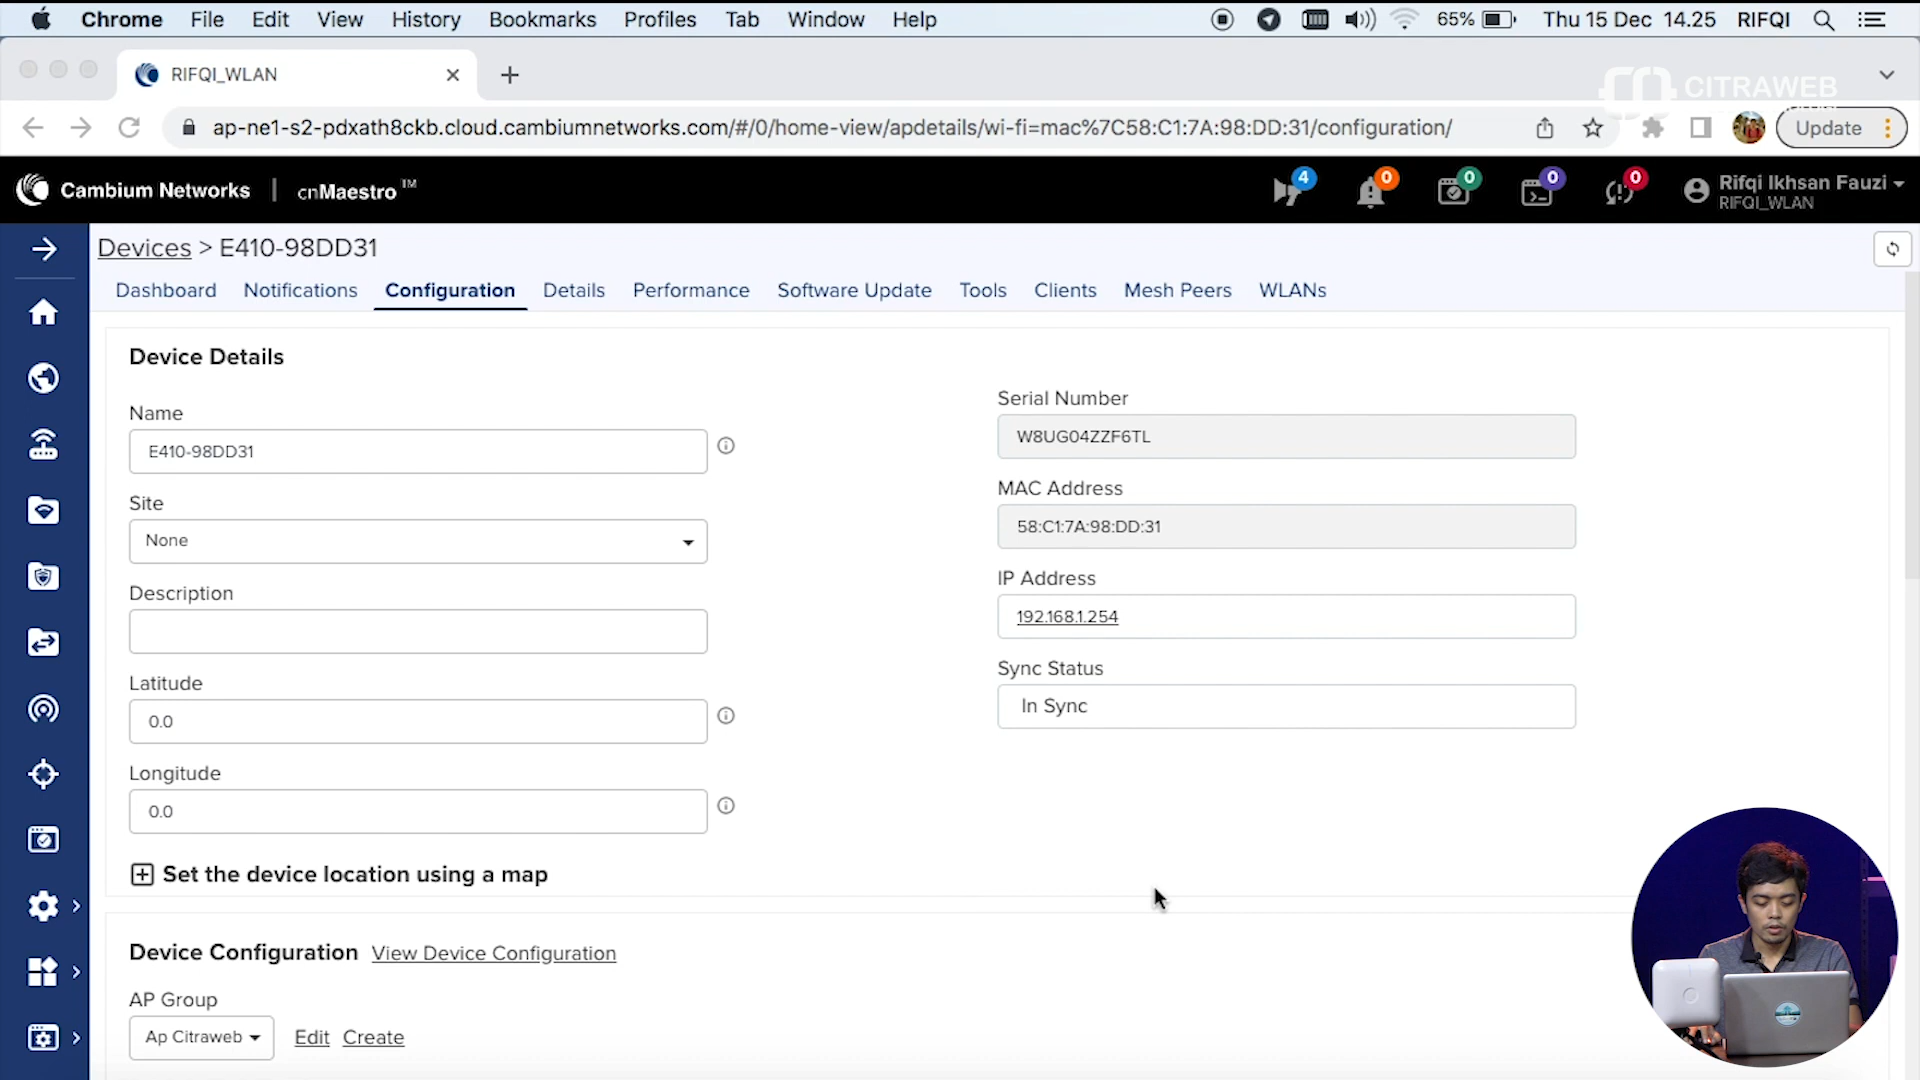 Chrome File Edit View History Bookmarks Profiles Tab Window Help 65% Thu 15 Dec 14.25 RIFQI
RIFQI_WLAN
CITRAWEB
ap-ne1-s2-pdxath8ckb.cloud.cambiumnetworks.com/#/0/home-view/apdetails/wi-fi=mac%7C58:C1:7A:98:DD:31/configuration/ Update
Cambium Networks | cnMaestro™ 4 0 0 0 0 Rifqi Ikhsan Fauzi
RIFQI_WLAN
Devices > E410-98DD31
Dashboard Notifications Configuration Details Performance Software Update Tools Clients Mesh Peers WLANs
Device Details
Name
E410-98DD31
Site
None
Description
Latitude
0.0
Longitude
0.0
Set the device location using a map
Serial Number
W8UG04ZZF6TL
MAC Address
58:C1:7A:98:DD:31
IP Address
192.168.1.254
Sync Status
In Sync
Device Configuration View Device Configuration
AP Group
Ap Citraweb Edit Create